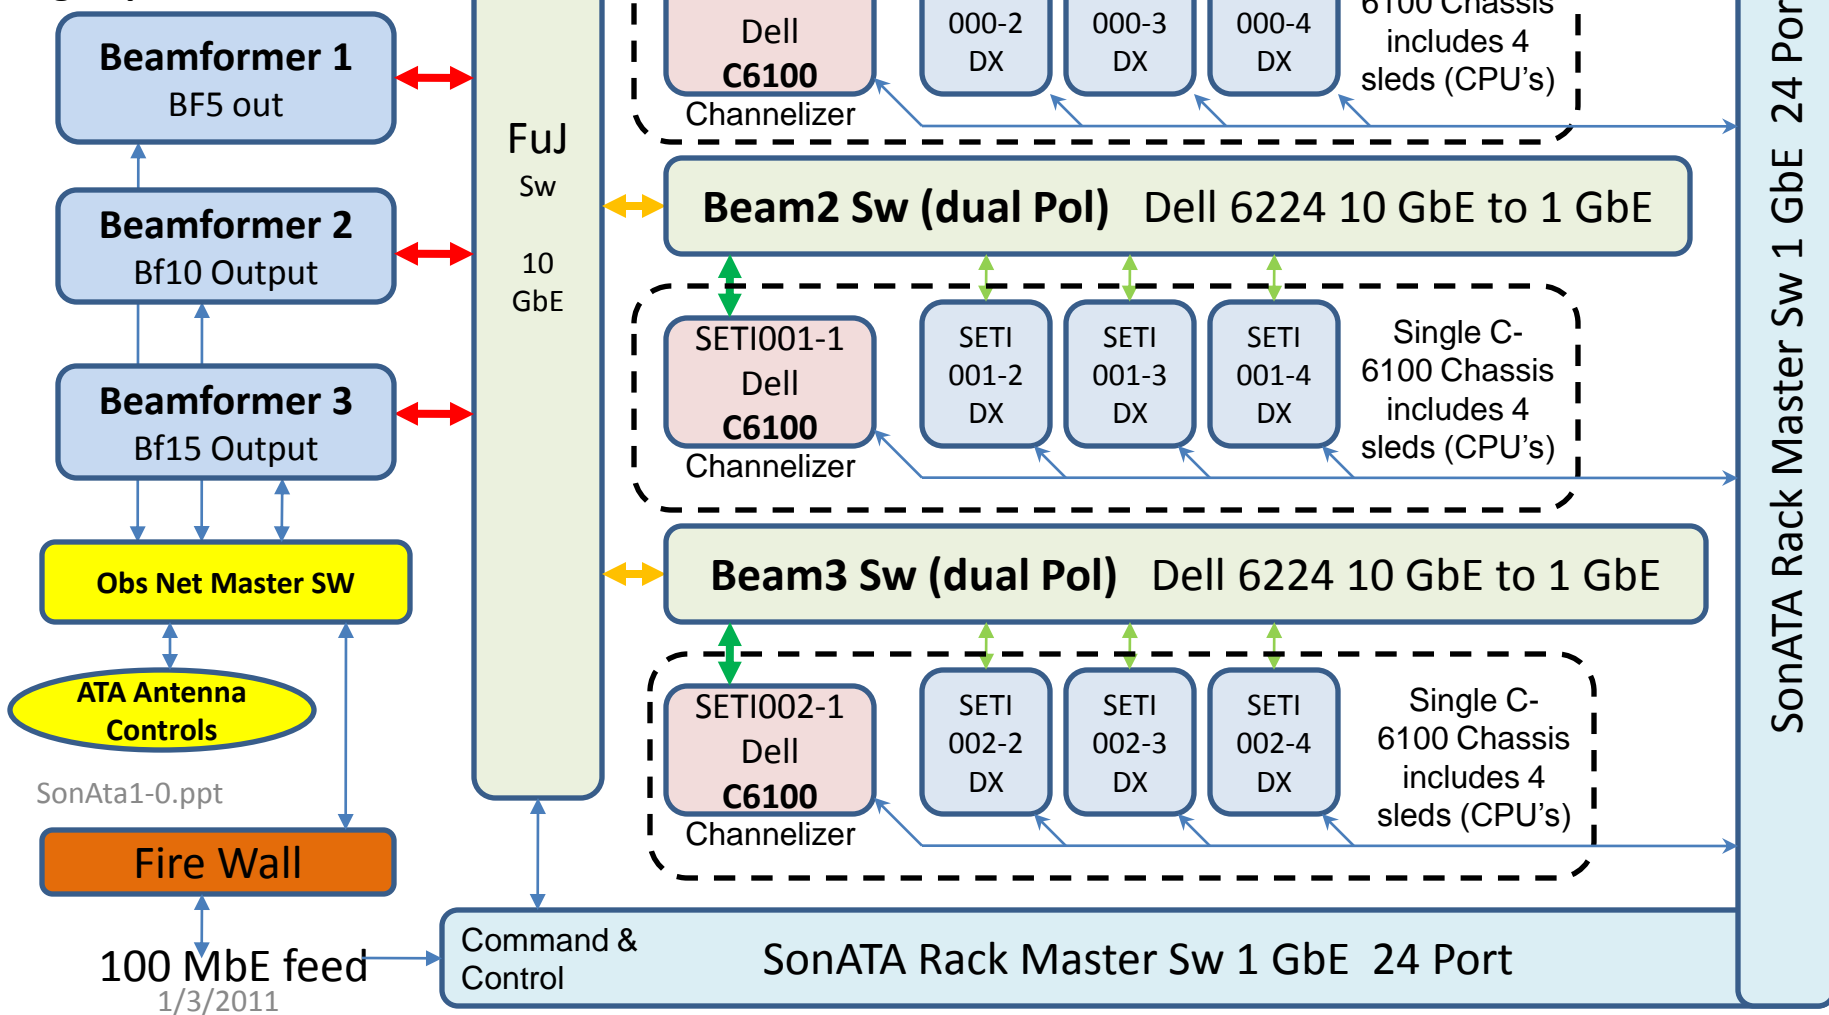 Beamformer 1
BF5 out
Beamformer 2
Bf10 Output
Beamformer 3
Bf15 Output
Obs Net Master SW
ATA Antenna
Controls
SonAta1-0.ppt
Fire Wall
100 MbE feed
1/3/2011
FuJ
Sw
10
GbE
Dell
C6100
Channelizer
000-2
DX
000-3
DX
000-4
DX
6100 Chassis
includes 4
sleds (CPU's)
Beam2 Sw (dual Pol) Dell 6224 10 GbE to 1 GbE
SETI001-1
Dell
C6100
Channelizer
SETI
001-2
DX
SETI
001-3
DX
SETI
001-4
DX
Single C-
6100 Chassis
includes 4
sleds (CPU's)
Beam3 Sw (dual Pol) Dell 6224 10 GbE to 1 GbE
SETI002-1
Dell
C6100
Channelizer
SETI
002-2
DX
SETI
002-3
DX
SETI
002-4
DX
Single C-
6100 Chassis
includes 4
sleds (CPU's)
Command &
Control
SonATA Rack Master Sw 1 GbE 24 Port
SonATA Rack Master Sw 1 GbE 24 Por